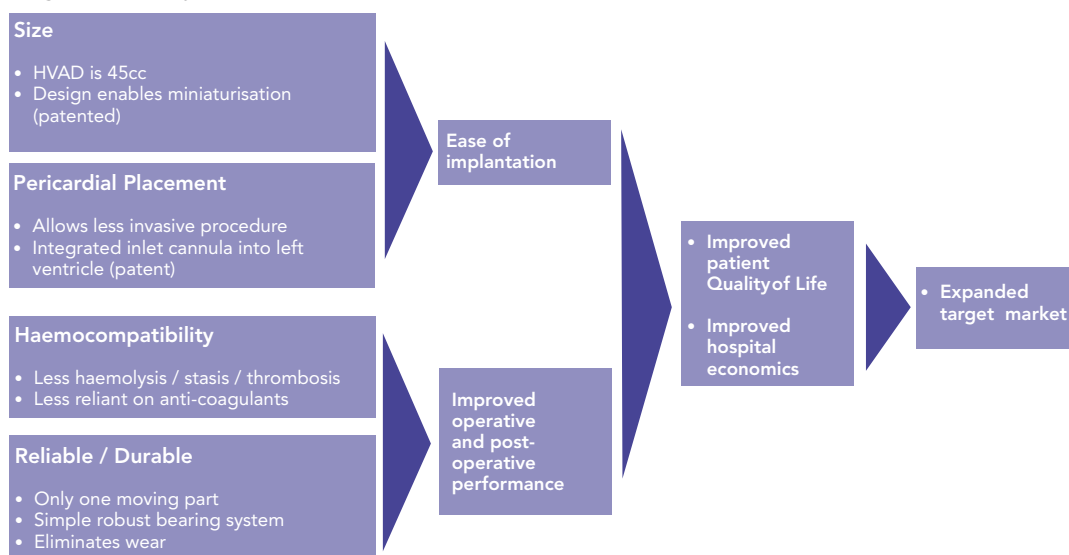 Size
• HVAD is 45cc
• Design enables miniaturisation
(patented)
Pericardial Placement
• Allows less invasive procedure
• Integrated inlet cannula into left
ventricle (patent)
Haemocompatibility
• Less haemolysis / stasis / thrombosis
• Less reliant on anti-coagulants
Reliable / Durable
• Only one moving part
• Simple robust bearing system
• Eliminates wear
Ease of
implantation
Improved
operative
and post-
operative
performance
• Improved
patient
Qualityof Life
• Improved
hospital
economics
• Expanded
target market